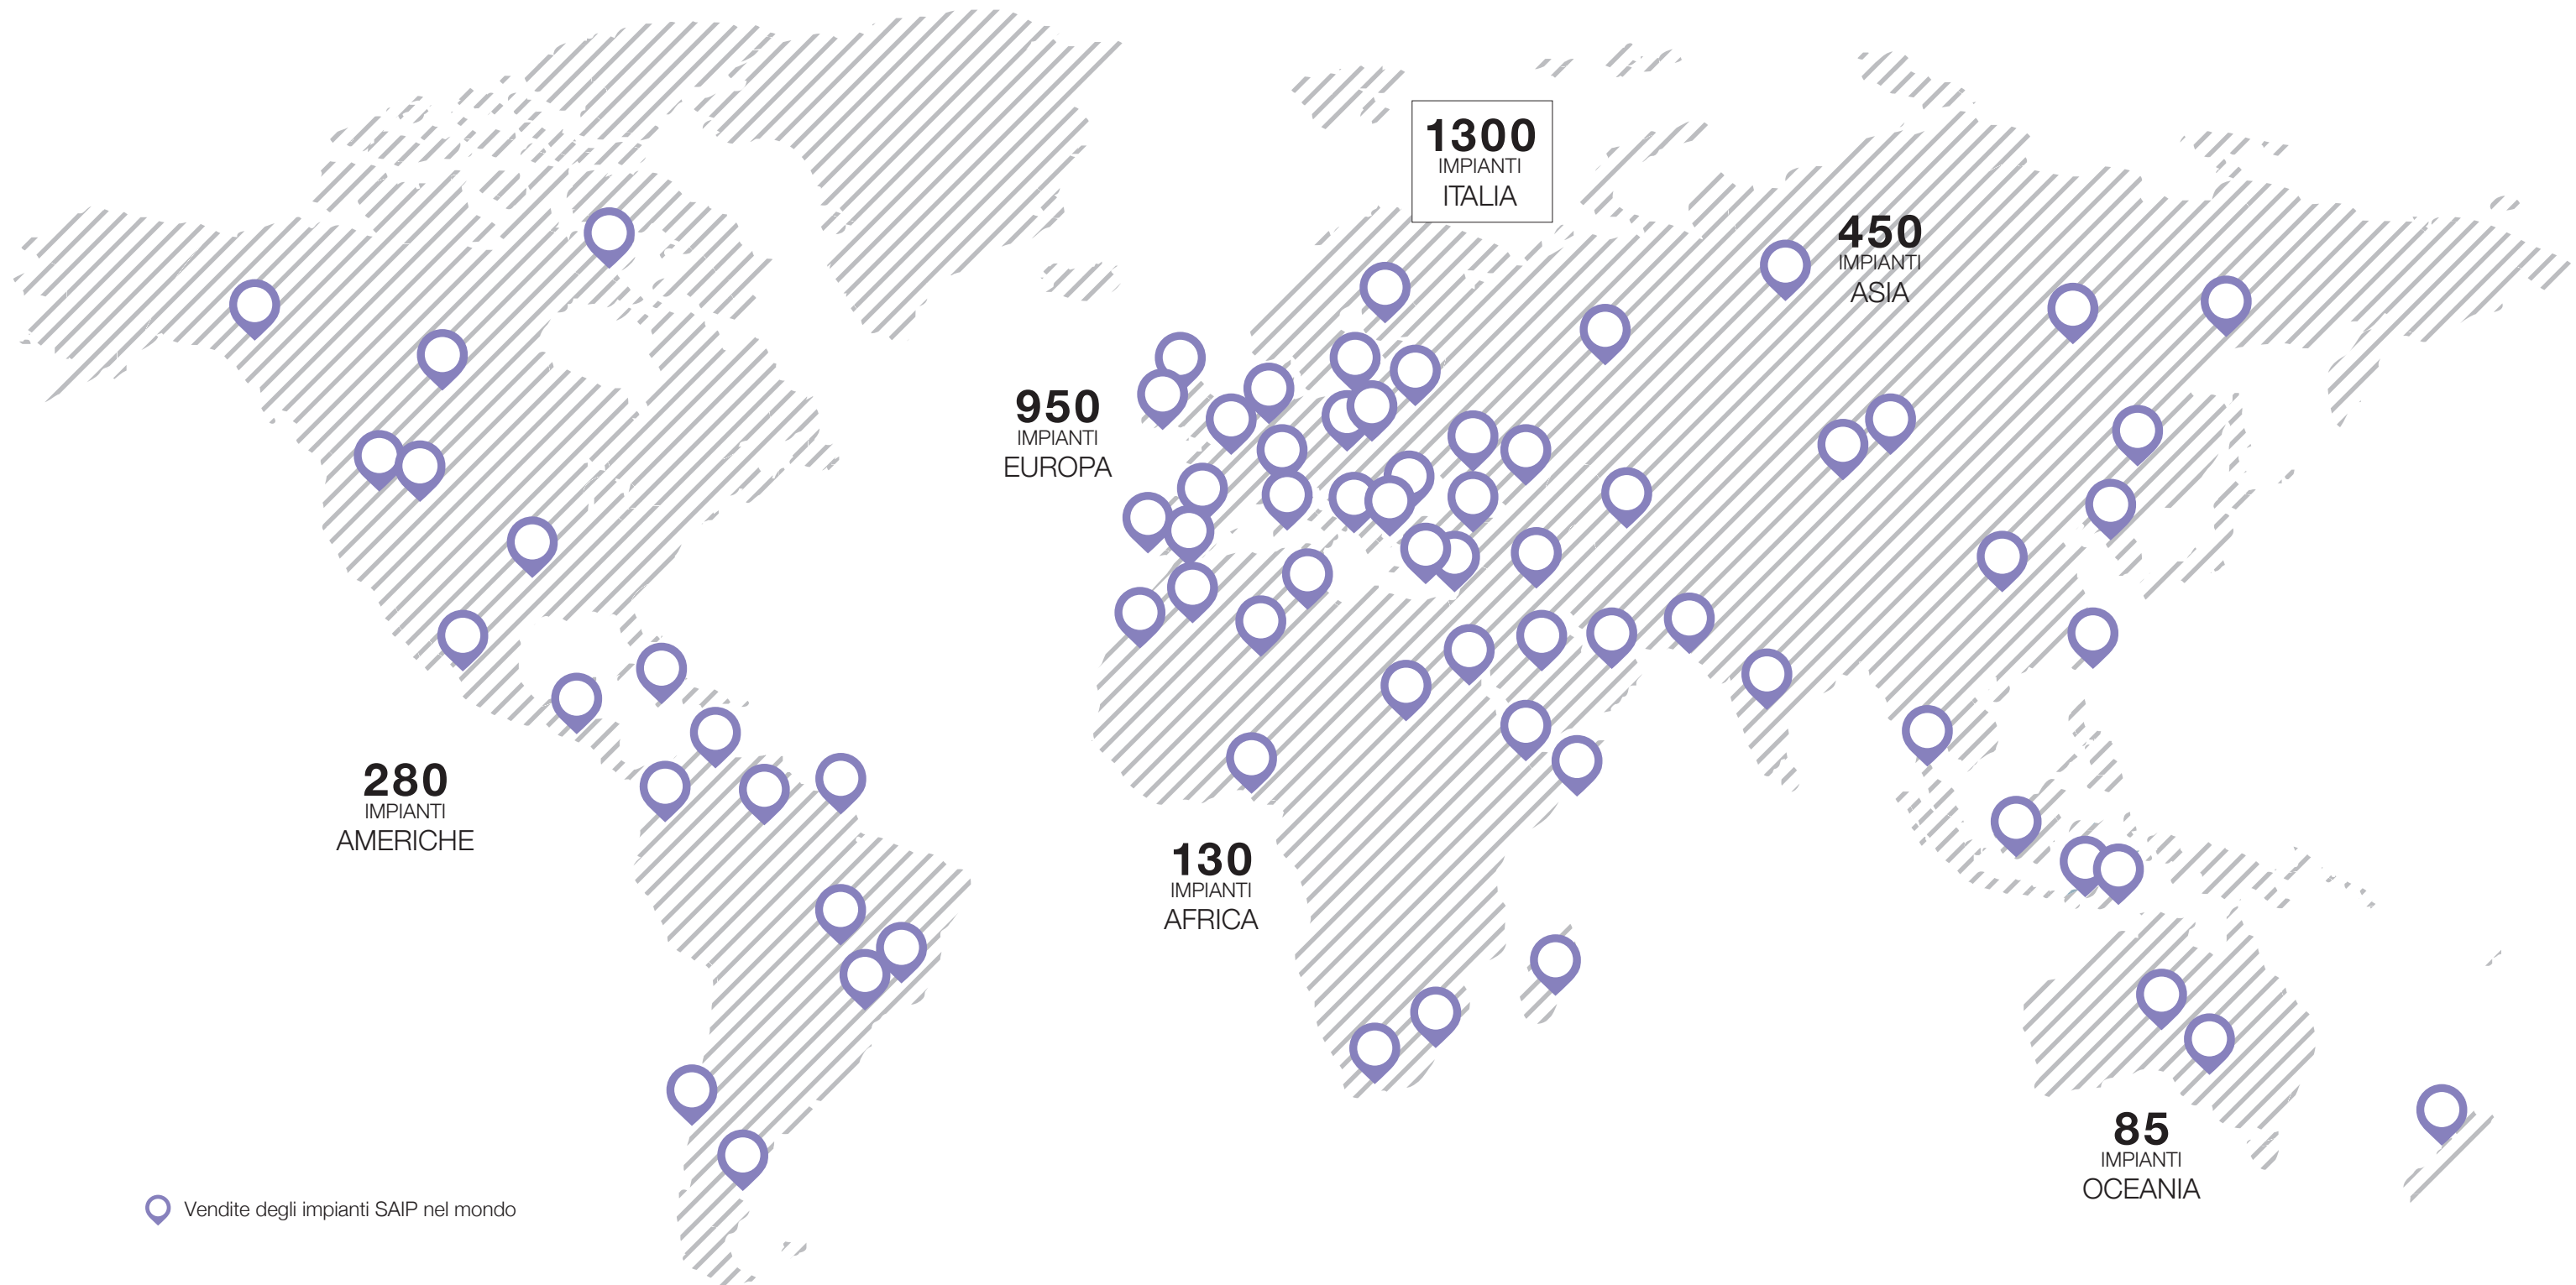 1300
IMPIANTI
ITALIA
450
IMPIANTI
ASIA
950
IMPIANTI
EUROPA
280
IMPIANTI
AMERICHE
130
IMPIANTI
AFRICA
85
IMPIANTI
OCEANIA
Vendite degli impianti SAIP nel mondo